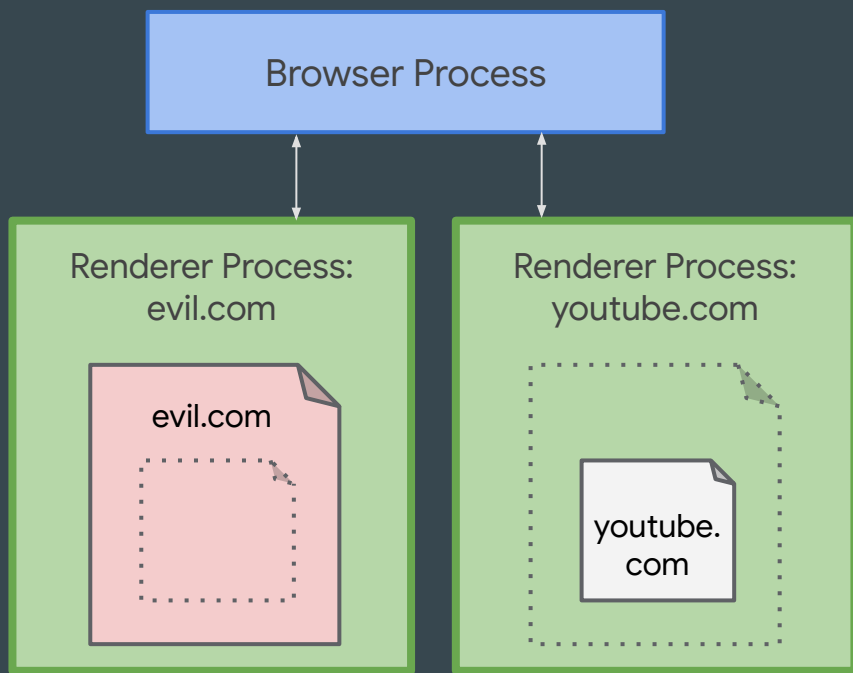 Browser Process
Renderer Process:
evil.com
evil.com
Renderer Process:
youtube.com
youtube.
com